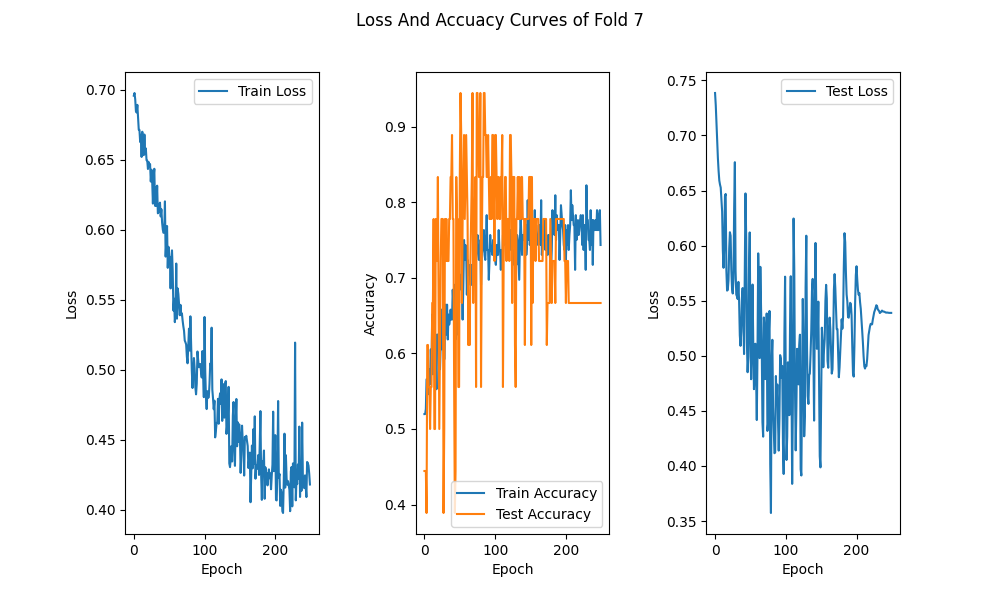 Loss And Accuacy Curves of Fold 7
Train Loss
0.70
0.65
0.60
0.55
0.50
0.45
0.40
Loss
0
100
200
Epoch
0.9
0.8
0.7
0.6
0.5
0.4
Accuracy
Train Accuracy
Test Accuracy
0
100
200
Epoch
Test Loss
0.75
0.70
0.65
0.60
0.55
0.50
0.45
0.40
0.35
Loss
0
100
200
Epoch